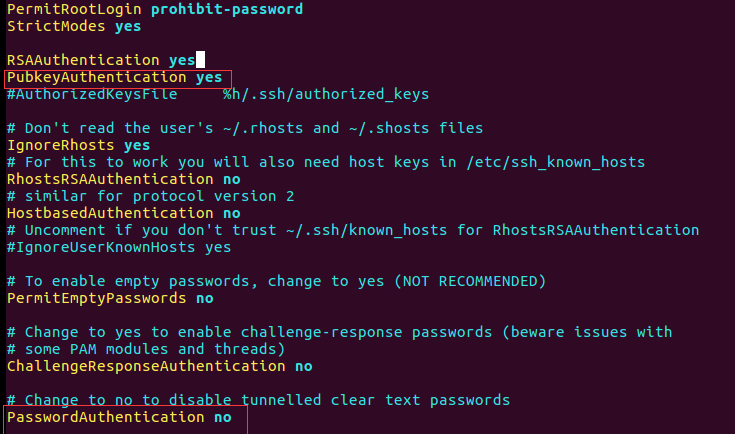 PermitRootLogin prohibit-password
StrictModes yes
RSAAuthentication yes
PubkeyAuthentication yes
#AuthorizedKeysFile     %h/.ssh/authorized_keys
# Don't read the user's ~/.rhosts and ~/.shosts files
IgnoreRhosts yes
# For this to work you will also need host keys in /etc/ssh_known_hosts
RhostsRSAAuthentication no
# similar for protocol version 2
HostbasedAuthentication no
# Uncomment if you don't trust ~/.ssh/known_hosts for RhostsRSAAuthentication
#IgnoreUserKnownHosts yes
# To enable empty passwords, change to yes (NOT RECOMMENDED)
PermitEmptyPasswords no
# Change to yes to enable challenge-response passwords (beware issues with
# some PAM modules and threads)
ChallengeResponseAuthentication no
# Change to no to disable tunnelled clear text passwords
PasswordAuthentication no